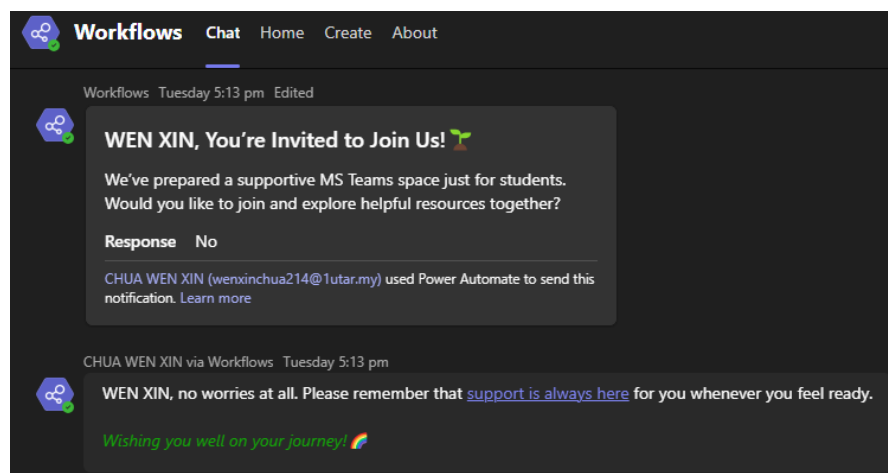 Workflows Chat Home Create About
Workflows Tuesday 5:13 pm Edited
WEN XIN, You're Invited to Join Us!🌱
We've prepared a supportive MS Teams space just for students.
Would you like to join and explore helpful resources together?
Response No
CHUA WEN XIN (wenxinchua214@1utar.my) used Power Automate to send this
notification. Learn more
CHUA WEN XIN via Workflows Tuesday 5:13 pm
WEN XIN, no worries at all. Please remember that support is always here for you whenever you feel ready.
Wishing you well on your journey!🌈